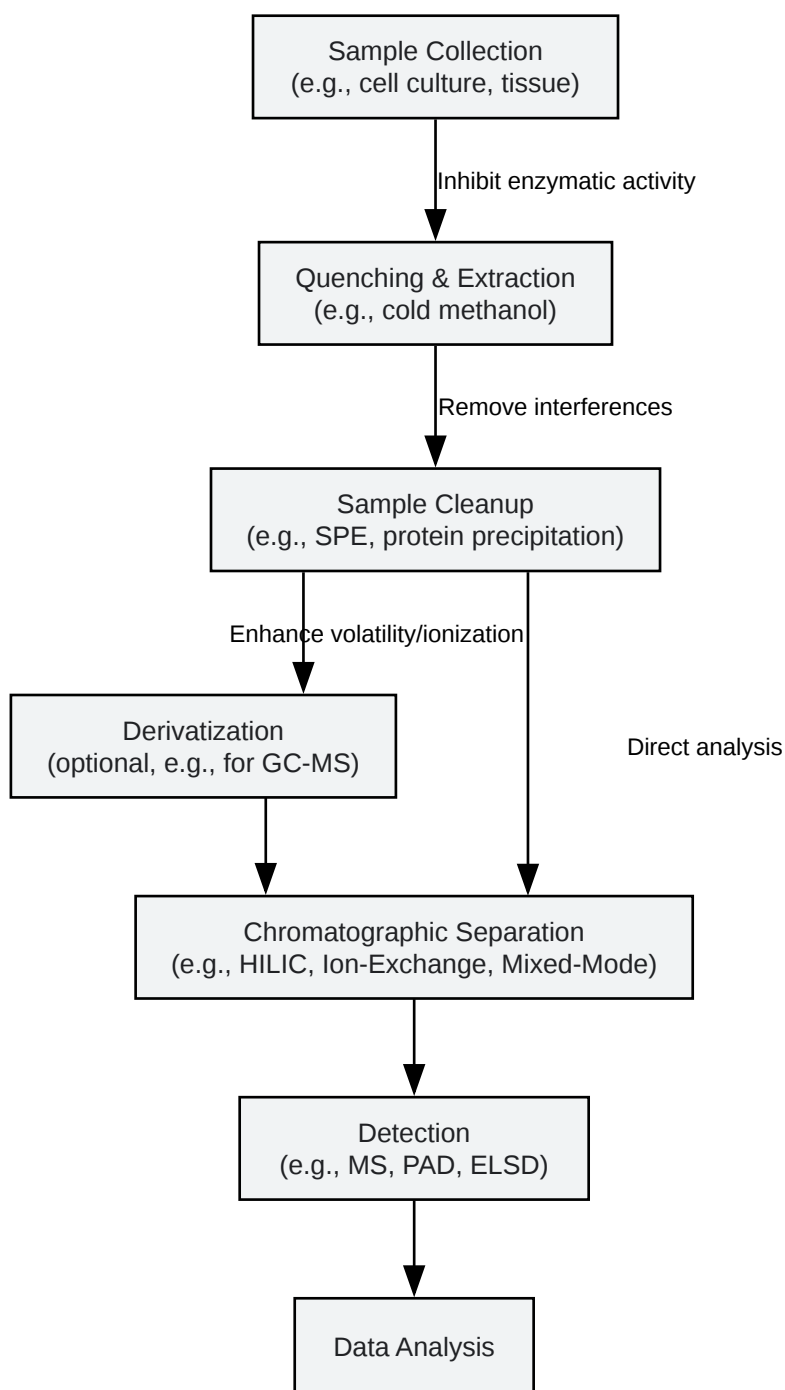 Sample Collection
(e.g., cell culture, tissue)
Inhibit enzymatic activity
Quenching & Extraction
(e.g., cold methanol)
Remove interferences
Sample Cleanup
(e.g., SPE, protein precipitation)
Enhance volatility/ionization
Derivatization
(optional, e.g., for GC-MS)
Direct analysis
Chromatographic Separation
(e.g., HILIC, Ion-Exchange, Mixed-Mode)
Detection
(e.g., MS, PAD, ELSD)
Data Analysis